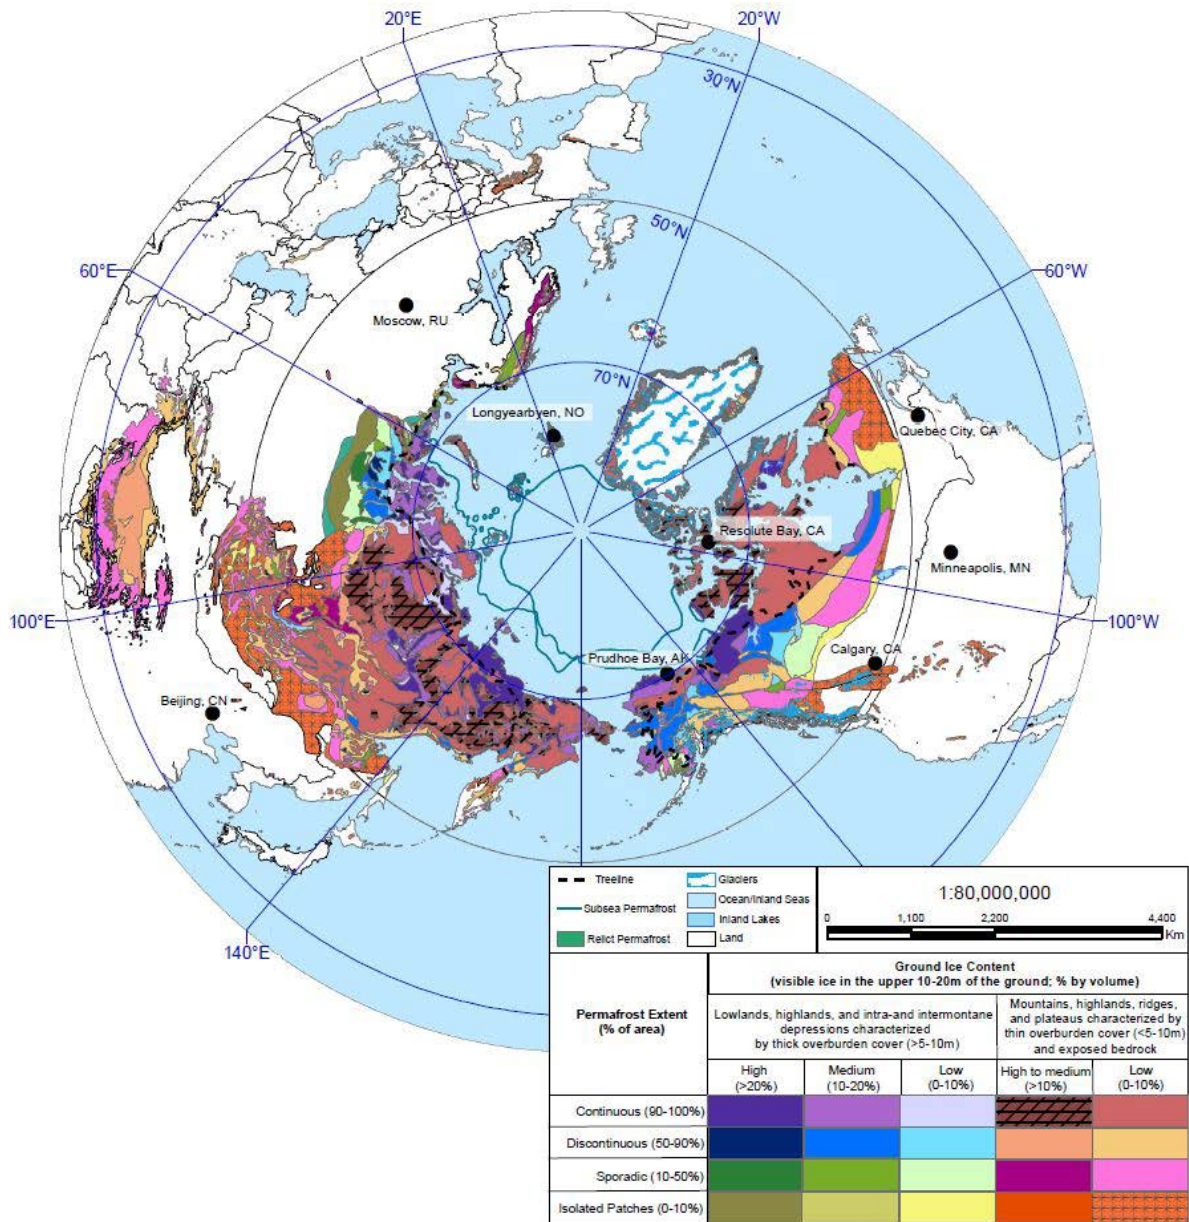 20°E
20°W
30°N
50°N
60°E
60°W
Moscow, RU
70°N
Longyearbyen, NO
Quebec City, CA
Resolute Bay, CA
Minneapolis, MN
100°E
100°W
Prudhoe Bay, AK
Calgary, CA
Beijing, CN
140°E
Treeline
Subsea Permafrost
Relict Permafrost
Glaciers
Ocean/Inland Seas
Inland Lakes
Land
1:80,000,000
0 1,100 2,200 4,400
Km
Permafrost Extent
(% of area)
Ground Ice Content
(visible ice in the upper 10-20m of the ground; % by volume)
Lowlands, highlands, and intra-and intermontane
depressions characterized
by thick overburden cover (>5-10m)
Mountains, highlands, ridges,
and plateaus characterized by
thin overburden cover (<5-10m)
and exposed bedrock
High
(>20%)
Medium
(10-20%)
Low
(0-10%)
High to medium
(>10%)
Low
(0-10%)
Continuous (90-100%)
Discontinuous (50-90%)
Sporadic (10-50%)
Isolated Patches (0-10%)